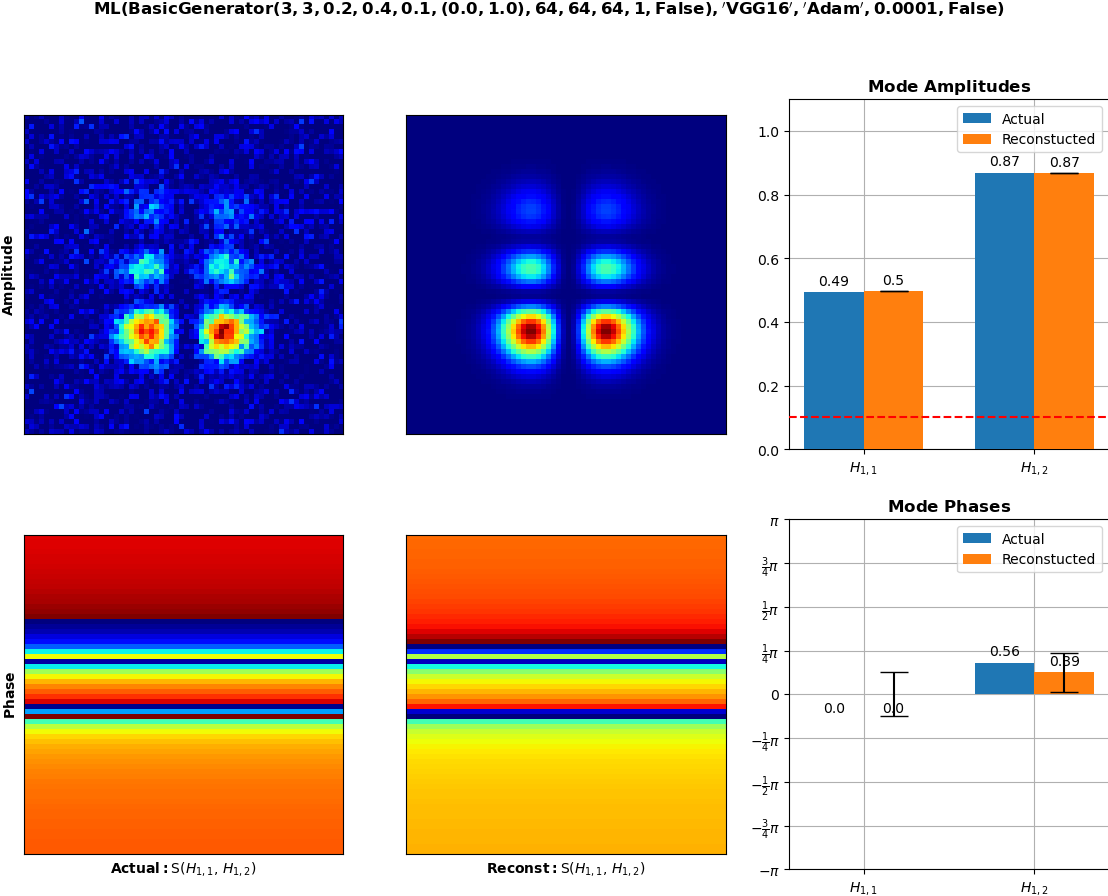 ML(BasicGenerator(3, 3, 0.2, 0.4, 0.1, (0.0, 1.0), 64, 64, 64, 1, False), ′VGG16′, ′Adam′, 0.0001, False)
Amplitude
Mode Amplitudes
Actual
Reconstucted
1.0
0.8
0.6
0.4
0.2
0.0
0.49
0.5
0.87
0.87
H1, 1
H1, 2
Phase
Actual: S(H1, 1, H1, 2)
Reconst: S(H1, 1, H1, 2)
Mode Phases
Actual
Reconstucted
π
3/4π
1/2π
1/4π
0
−1/4π
−1/2π
−3/4π
−π
0.0
0.0
0.56
0.39
H1, 1
H1, 2